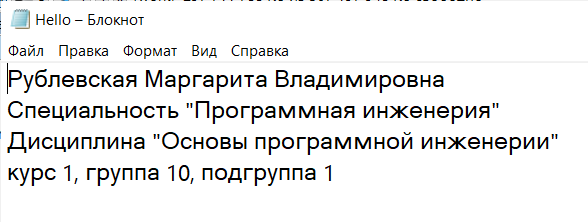 Hello – Блокнот
Файл Правка Формат Вид Справка
Рублевская Маргарита Владимировна
Специальность "Программная инженерия"
Дисциплина "Основы программной инженерии"
курс 1, группа 10, подгруппа 1